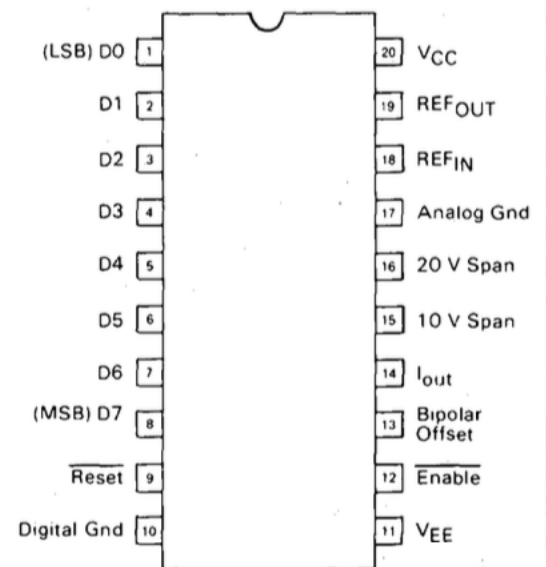 (LSB) D0 1
D1 2
D2 3
D3 4
D4 5
D5 6
D6 7
(MSB) D7 8
Reset 9
Digital Gnd 10
20 VCC
19 REFOUT
18 REFIN
17 Analog Gnd
16 20 V Span
15 10 V Span
14 Iout
13 Bipolar
Offset
12 Enable
11 VEE